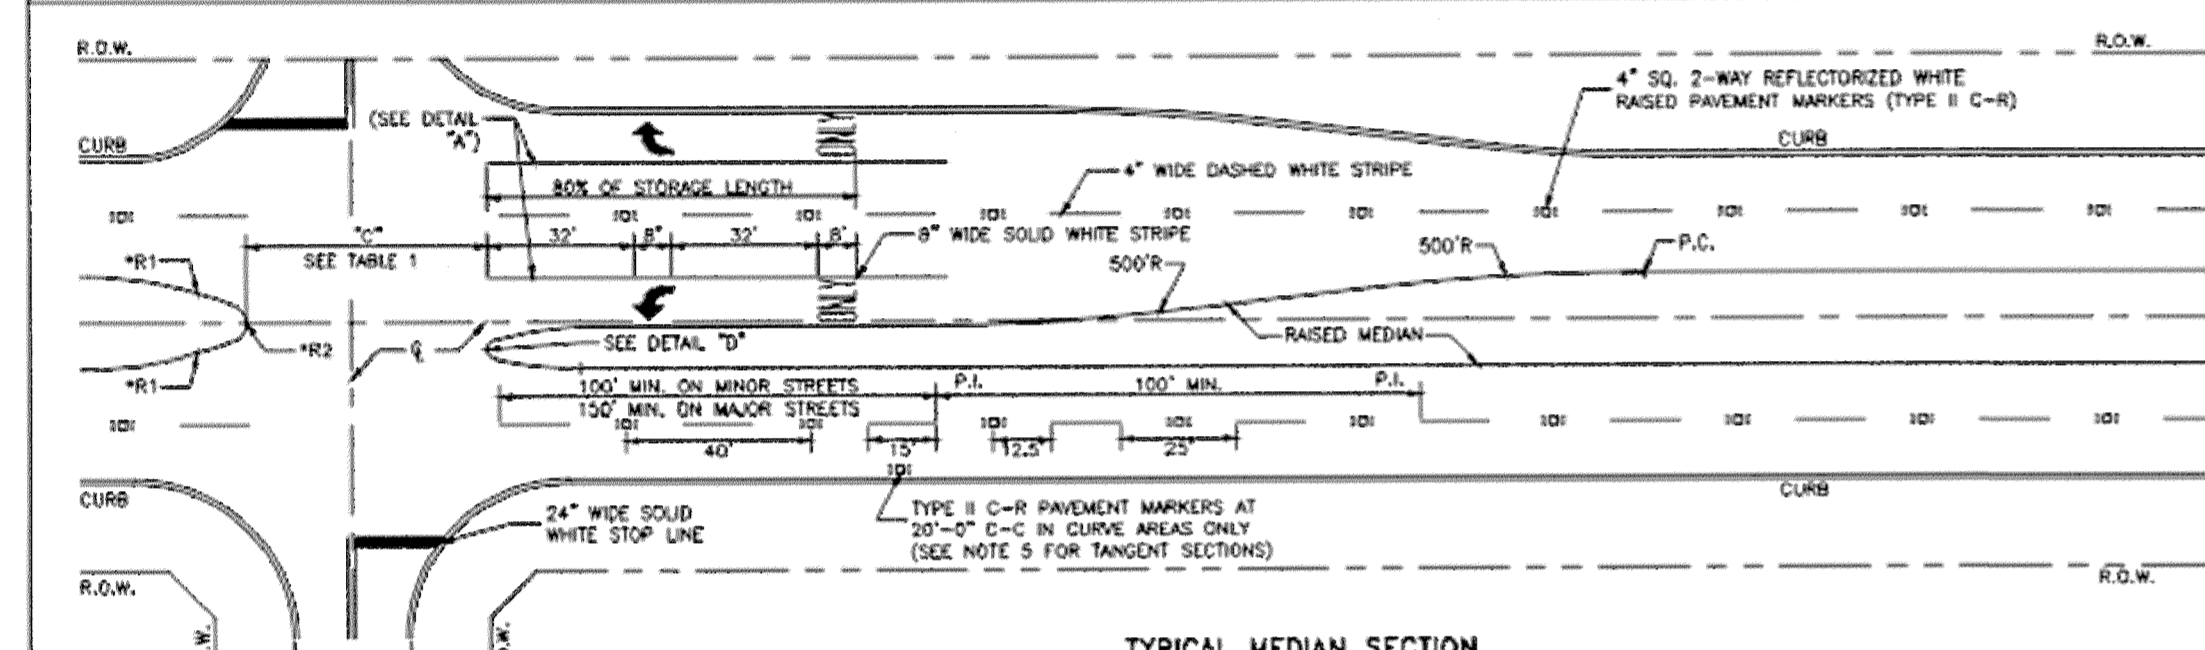 R.O.W.
R.O.W.
4" SQ. 2-WAY REFLECTORIZED WHITE
RAISED PAVEMENT MARKERS (TYPE II C-R)
(SEE DETAIL
"A")
ONLY
CURB
CURB
80% OF STORAGE LENGTH
4" WIDE DASHED WHITE STRIPE
"C"
32'
8'
32'
8'
8" WIDE SOLID WHITE STRIPE
SEE TABLE 1
*R1
500'R
500'R
P.C.
ONLY
*R2
℄
SEE DETAIL "D"
RAISED MEDIAN
*R1
100' MIN. ON MINOR STREETS
P.I.
100' MIN.
P.I.
150' MIN. ON MAJOR STREETS
40'
15'
12.5'
25'
CURB
CURB
24" WIDE SOLID
WHITE STOP LINE
TYPE II C-R PAVEMENT MARKERS AT
20'-0" C-C IN CURVE AREAS ONLY
(SEE NOTE 5 FOR TANGENT SECTIONS)
R.O.W.
R.O.W.
TYPICAL MEDIAN SECTION